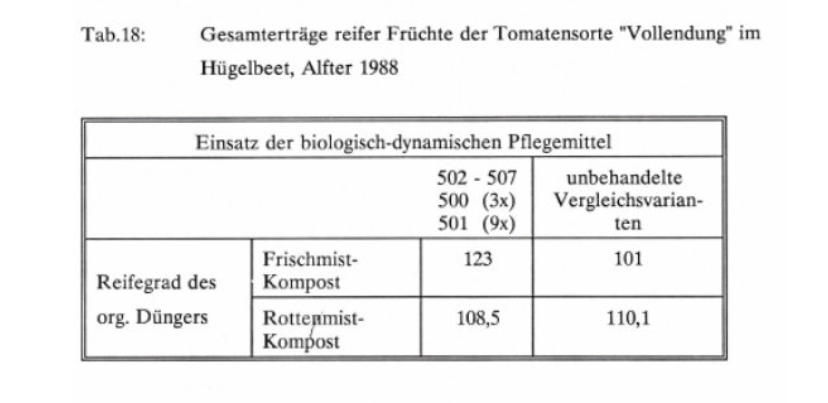 Tab.18: Gesamterträge reifer Früchte der Tomatensorte "Vollendung" im
Hügelbeet, Alfter 1988
Einsatz der biologisch-dynamischen Pflegemittel
502 - 507 unbehandelte
500 (3x) Vergleichsvarian-
501 (9x) ten
Reifegrad des
org. Düngers
Frischmist- 123 101
Kompost
Rottenmist- 108,5 110,1
Kompost